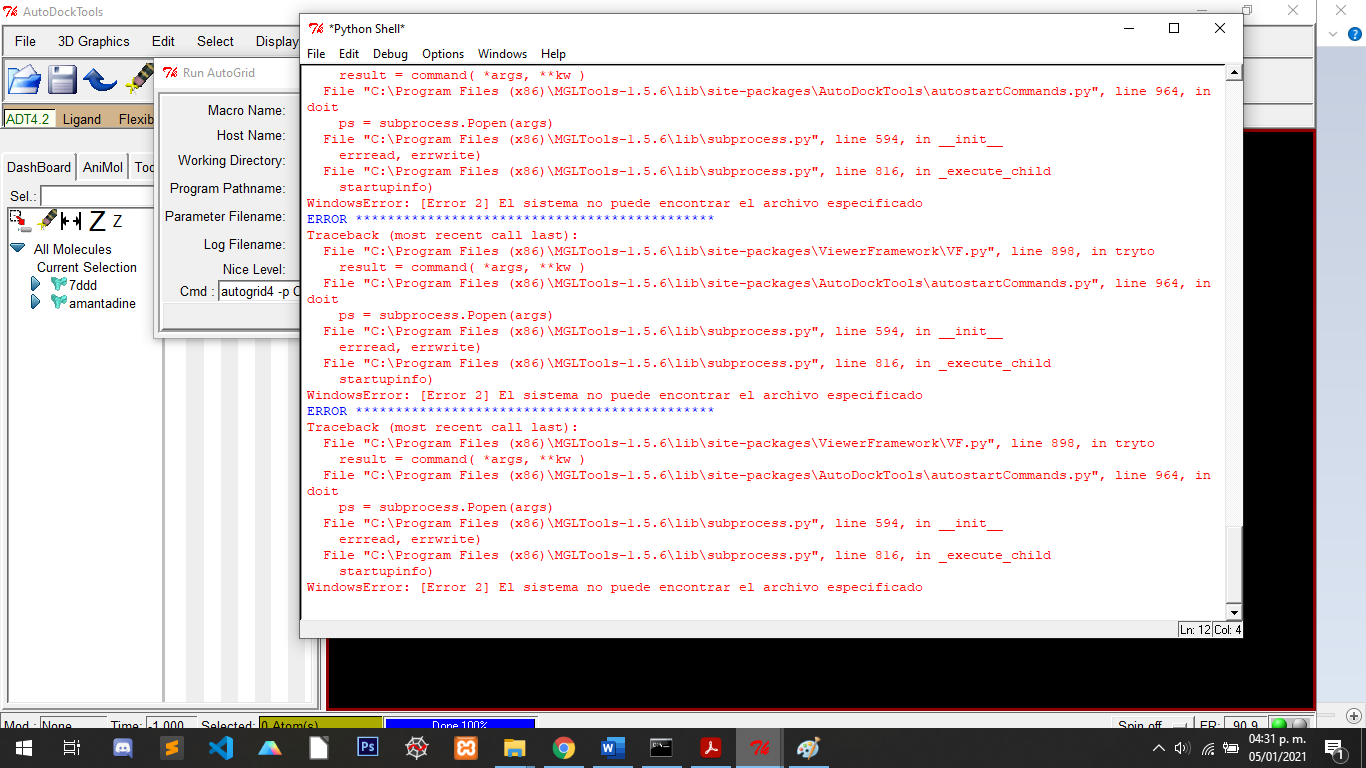 AutoDockTools
File 3D Graphics Edit Select Display
*Python Shell*
File Edit Debug Options Windows Help
Run AutoGrid
Macro Name:
Host Name:
Working Directory:
Program Pathname:
Parameter Filename:
Log Filename:
Nice Level:
Cmd : autogrid4 -p
ADT4.2 Ligand Flexib
DashBoard AniMol Too
Sel.:
Z Z
All Molecules
Current Selection
7ddd
amantadine
result = command( *args, **kw )
File "C:\Program Files (x86)\MGLTools-1.5.6\lib\site-packages\AutoDockTools\autostartCommands.py", line 964, in
doit
ps = subprocess.Popen(args)
File "C:\Program Files (x86)\MGLTools-1.5.6\lib\subprocess.py", line 594, in __init__
errread, errwrite)
File "C:\Program Files (x86)\MGLTools-1.5.6\lib\subprocess.py", line 816, in _execute_child
startupinfo)
WindowsError: [Error 2] El sistema no puede encontrar el archivo especificado
ERROR *********************************************
Traceback (most recent call last):
File "C:\Program Files (x86)\MGLTools-1.5.6\lib\site-packages\ViewerFramework\VF.py", line 898, in tryto
result = command( *args, **kw )
File "C:\Program Files (x86)\MGLTools-1.5.6\lib\site-packages\AutoDockTools\autostartCommands.py", line 964, in
doit
ps = subprocess.Popen(args)
File "C:\Program Files (x86)\MGLTools-1.5.6\lib\subprocess.py", line 594, in __init__
errread, errwrite)
File "C:\Program Files (x86)\MGLTools-1.5.6\lib\subprocess.py", line 816, in _execute_child
startupinfo)
WindowsError: [Error 2] El sistema no puede encontrar el archivo especificado
ERROR *********************************************
Traceback (most recent call last):
File "C:\Program Files (x86)\MGLTools-1.5.6\lib\site-packages\ViewerFramework\VF.py", line 898, in tryto
result = command( *args, **kw )
File "C:\Program Files (x86)\MGLTools-1.5.6\lib\site-packages\AutoDockTools\autostartCommands.py", line 964, in
doit
ps = subprocess.Popen(args)
File "C:\Program Files (x86)\MGLTools-1.5.6\lib\subprocess.py", line 594, in __init__
errread, errwrite)
File "C:\Program Files (x86)\MGLTools-1.5.6\lib\subprocess.py", line 816, in _execute_child
startupinfo)
WindowsError: [Error 2] El sistema no puede encontrar el archivo especificado
Ln: 12 Col: 4
Mod.: None Time: -1.000 Selected: 0 Atom(s) Done 100% Spin off FR: 90.9
Ps
04:31 p. m.
05/01/2021
1